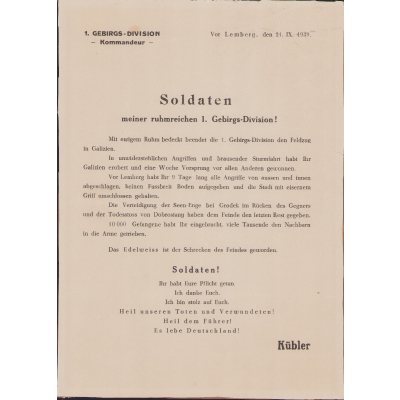 1. GEBIRGS-DIVISION
– Kommandeur –
Vor Lemberg, den 21. IX. 1939.
Soldaten
meiner ruhmreichen 1. Gebirgs-Division!
Mit ewigem Ruhm bedeckt beendet die 1. Gebirgs-Division den Feldzug
in Galizien.
In unwiderstehlichen Angriffen und brausender Sturmfahrt habt Ihr
Galizien erobert und eine Woche Vorsprung vor allen Anderen gewonnen.
Vor Lemberg habt Ihr 9 Tage lang alle Angriffen von aussen und innen
abgeschlagen, keinen Fussbreit Boden aufgegeben und die Stadt mit eisernem
Griff umschlossen gehalten.
Die Verteidigung der Seen-Enge bei Grodek im Rücken des Gegners
und der Todesstoss von Dobrostany haben dem Feinde den letzten Rest gegeben.
10 000 Gefangene habt Ihr eingebracht, viele Tausende den Nachbarn
in die Arme getrieben.
Das Edelweiss ist der Schrecken des Feindes geworden.
Soldaten!
Ihr habt Eure Pflicht getan.
Ich danke Euch.
Ich bin stolz auf Euch.
Heil unseren Toten und Verwundeten!
Heil dem Führer!
Es lebe Deutschland!
Kübler